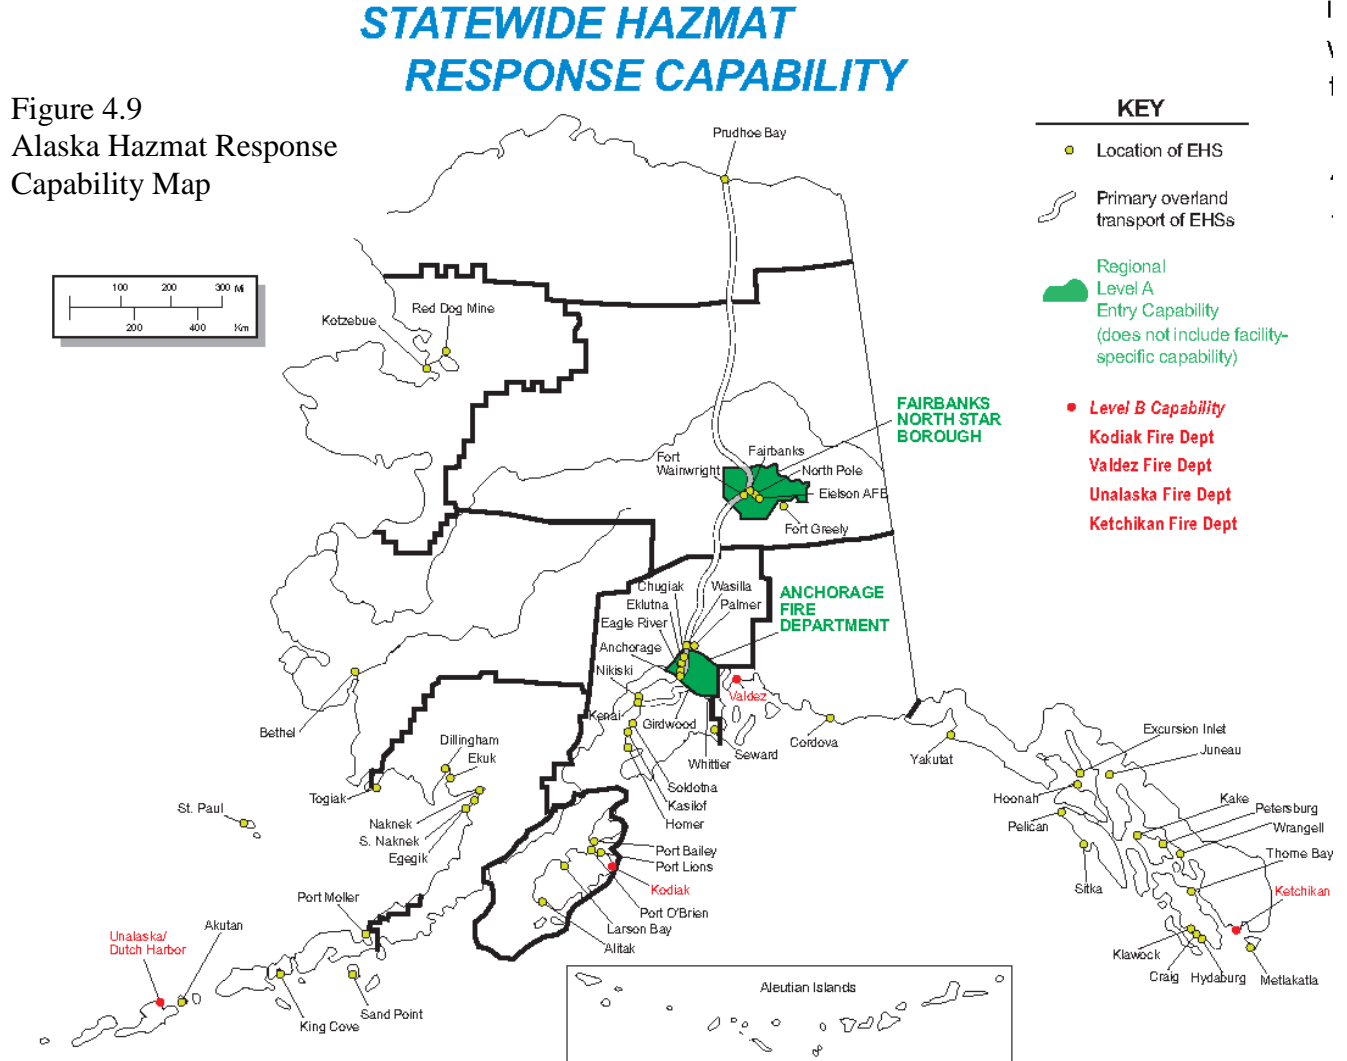 STATEWIDE HAZMAT
RESPONSE CAPABILITY
Figure 4.9
Alaska Hazmat Response
Capability Map
KEY
Location of EHS
Primary overland
transport of EHSs
Regional
Level A
Entry Capability
(does not include facility-
specific capability)
Level B Capability
Kodiak Fire Dept
Valdez Fire Dept
Unalaska Fire Dept
Ketchikan Fire Dept
100 200 300 Mi
200 400 Km
Prudhoe Bay
Red Dog Mine
Kotzebue
FAIRBANKS
NORTH STAR
BOROUGH
Fairbanks
Fort
Wainwright
North Pole
Eielson AFB
Fort Greely
Chugiak
Wasilla
Eklutna
Palmer
Eagle River
Anchorage
ANCHORAGE
FIRE
DEPARTMENT
Nikiski
Kenai
Girdwood
Valdez
Whittier
Seward
Cordova
Soldotna
Kasilof
Homer
Bethel
Dillingham
Ekuk
Togiak
Naknek
S. Naknek
Egegik
St. Paul
Port Moller
Akutan
Unalaska/
Dutch Harbor
King Cove
Sand Point
Port Bailey
Port Lions
Kodiak
Port O'Brien
Larson Bay
Alitak
Yakutat
Excursion Inlet
Juneau
Hoonah
Pelican
Kake
Petersburg
Wrangell
Thorne Bay
Sitka
Ketchikan
Klawock
Craig
Hydaburg
Metlakatla
Aleutian Islands